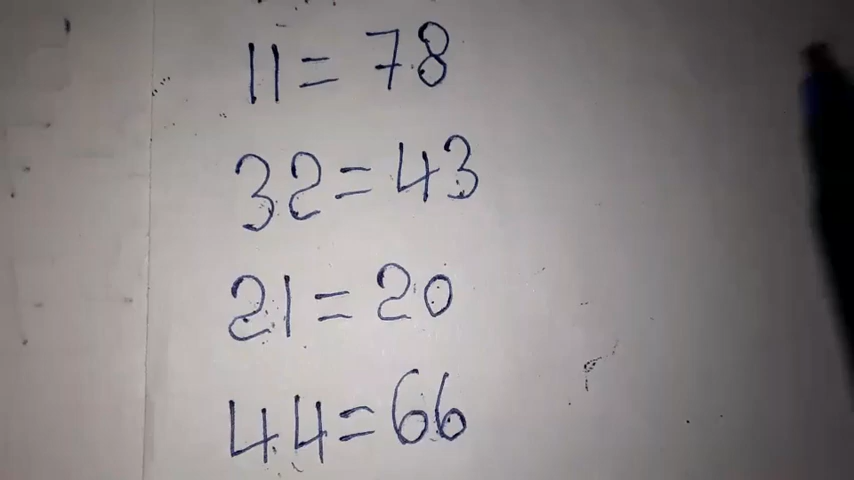 11 = 78
32 = 43
21 = 20
44 = 66